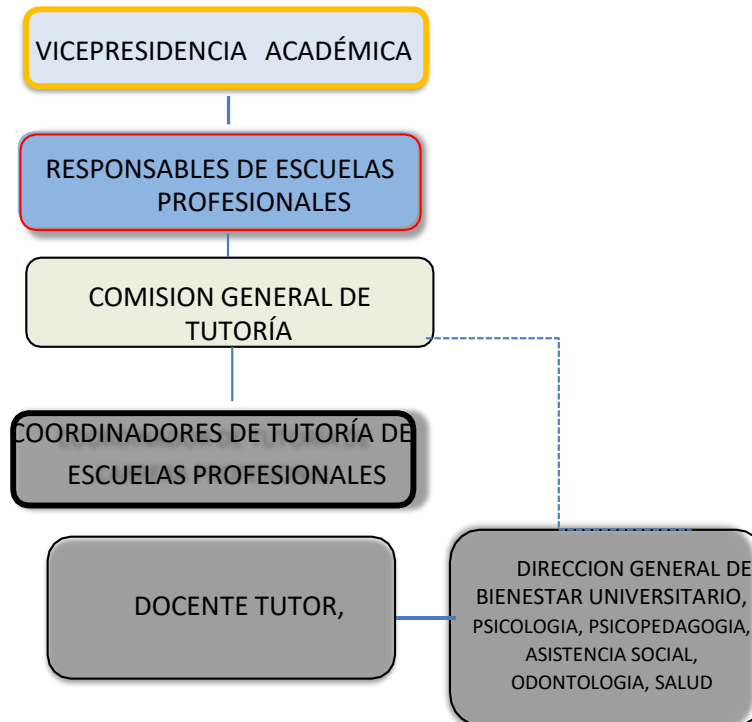 VICEPRESIDENCIA ACADÉMICA
RESPONSABLES DE ESCUELAS
PROFESIONALES
COMISION GENERAL DE
TUTORÍA
COORDINADORES DE TUTORÍA DE
ESCUELAS PROFESIONALES
DOCENTE TUTOR,
DIRECCION GENERAL DE
BIENESTAR UNIVERSITARIO,
PSICOLOGIA, PSICOPEDAGOGIA,
ASISTENCIA SOCIAL,
ODONTOLOGIA, SALUD